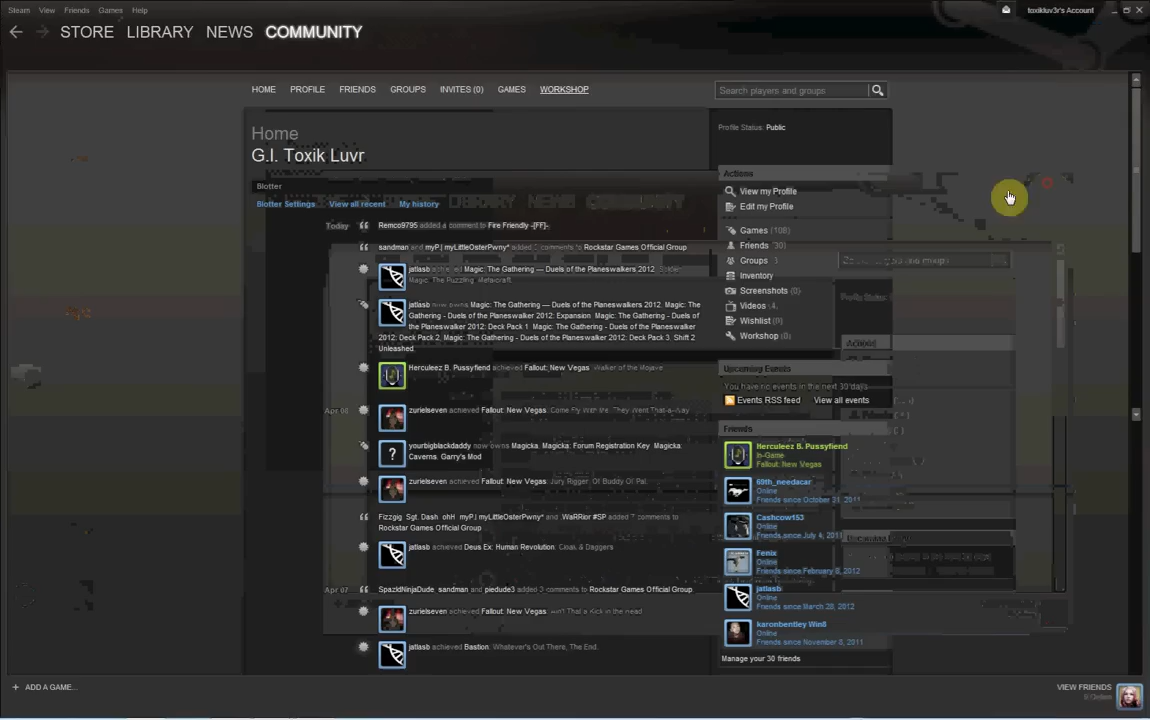 Steam View Friends Games Help
toxikluv3r's Account
STORE LIBRARY NEWS COMMUNITY
HOME PROFILE FRIENDS GROUPS INVITES (0) GAMES WORKSHOP
Search players and groups
Home
G.I. Toxik Luvr
Blotter
Blotter Settings View all recent My history
Today Remco9795 added a comment to Fire Friendly -[FF]-
sandman and myP.| myLittleOsterPwny* added comments to Rockstar Games Official Group
jatlasb achieved Magic: The Gathering — Duels of the Planeswalkers 2012
Magic: The Puzzling Metalcraft
jatlasb now owns Magic: The Gathering — Duels of the Planeswalkers 2012, Magic: The
Gathering - Duels of the Planeswalkers 2012: Expansion, Magic: The Gathering - Duels of
the Planeswalkers 2012: Deck Pack 1, Magic: The Gathering - Duels of the Planeswalkers
2012: Deck Pack 2, Magic: The Gathering - Duels of the Planeswalkers 2012: Deck Pack 3, Shift 2
Unleashed
Herculeez B. Pussyfiend achieved Fallout: New Vegas: Walker of the Mojave
Apr 08 zurielseven achieved Fallout: New Vegas: Come Fly With Me, They Went That-a-Way
yourbigblackdaddy now owns Magicka, Magicka: Forum Registration Key, Magicka:
Caverns, Garry's Mod
zurielseven achieved Fallout: New Vegas: Jury Rigger, Ol' Buddy Ol' Pal.
Fizzgig, Sgt. Dash, ohH, myP.| myLittleOsterPwny* and .WaRRior #SP added 7 comments to
Rockstar Games Official Group
jatlasb achieved Deus Ex: Human Revolution: Cloak & Daggers
Apr 07 SpazldNinjaDude, sandman and piedude3 added 3 comments to Rockstar Games Official Group
zurielseven achieved Fallout: New Vegas: Ain't That a Kick in the Head
jatlasb achieved Bastion: Whatever's Out There, The End.
Profile Status: Public
Actions
View my Profile
Edit my Profile
Games (108)
Friends (30)
Groups 3
Inventory
Screenshots (0)
Videos 4
Wishlist (9)
Workshop (0)
Upcoming Events
You have no events in the next 30 days
Events RSS feed View all events
Friends
Herculeez B. Pussyfiend
In-Game
Fallout: New Vegas
69th_needacar
Online
Friends since October 31, 2011
Cashcow153
Online
Friends since July 4, 2011
Fenix
Online
Friends since February 8, 2012
jatlasb
Online
Friends since March 28, 2012
karonbentley Win8
Online
Friends since November 8, 2011
Manage your 30 friends
+ ADD A GAME...
VIEW FRIENDS